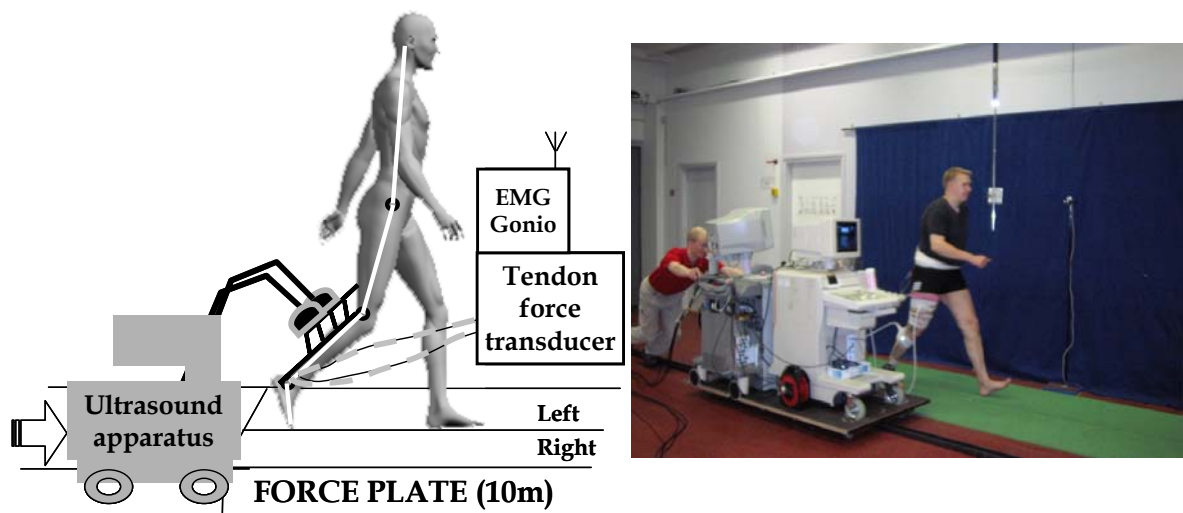 EMG
Gonio
Tendon
force
transducer
Ultrasound
apparatus
Left
Right
FORCE PLATE (10m)